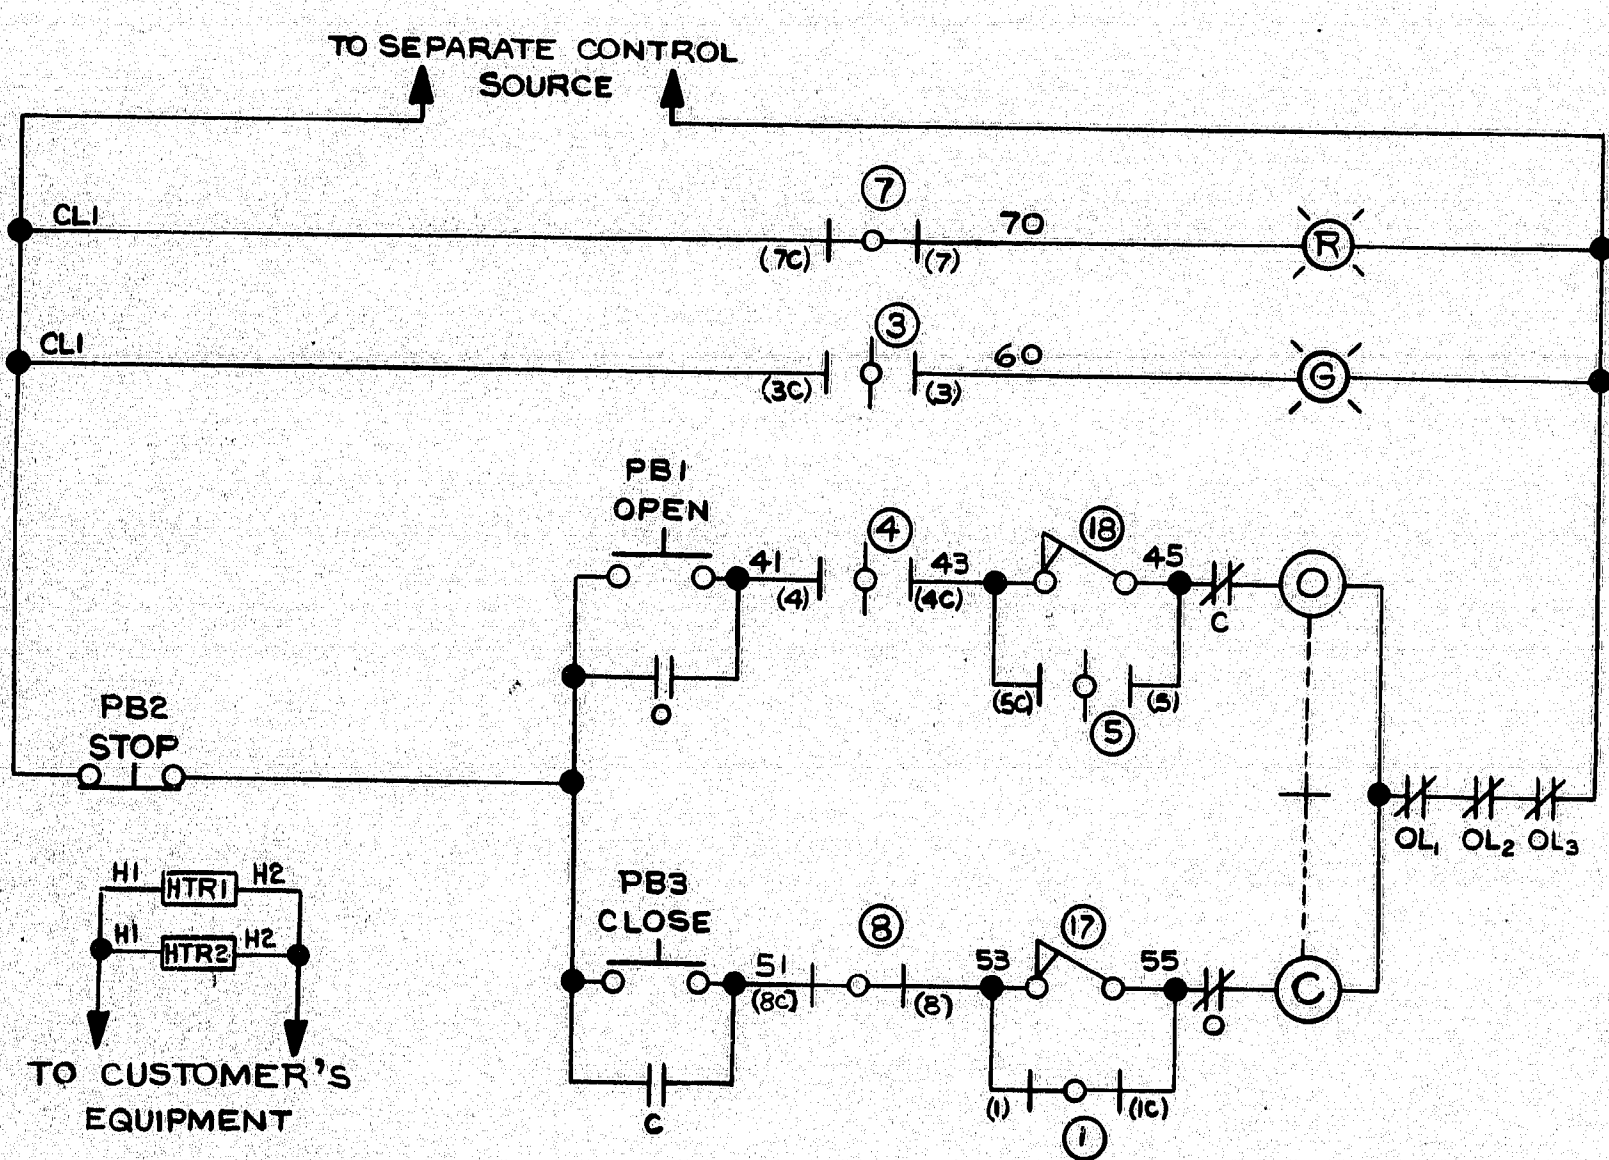 TO SEPARATE CONTROL
SOURCE
7
CL1
(7C)
(7)
70
R
3
CL1
(3C)
(3)
60
G
PB1
OPEN
41
(4)
4
43
(4C)
18
45
C
O
O
(5C)
5
(5)
PB2
STOP
OL1 OL2 OL3
H1 HTR1 H2
H1 HTR2 H2
TO CUSTOMER'S
EQUIPMENT
PB3
CLOSE
51
(8C)
8
(8)
53
17
55
O
C
C
(1)
1
(1C)